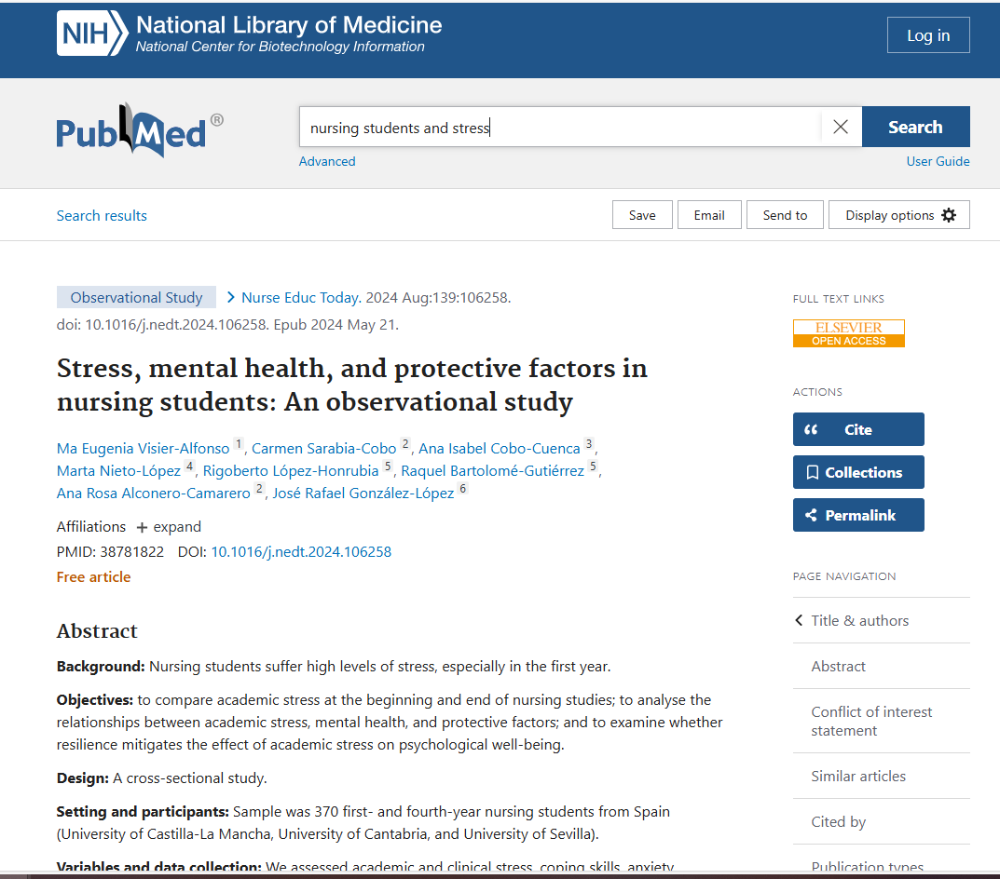 NIH National Library of Medicine
National Center for Biotechnology Information
Log in
PubMed®
nursing students and stress
Search
Advanced
User Guide
Search results
Save
Email
Send to
Display options
Observational Study
Nurse Educ Today. 2024 Aug:139:106258.
doi: 10.1016/j.nedt.2024.106258. Epub 2024 May 21.
Stress, mental health, and protective factors in
nursing students: An observational study
Ma Eugenia Visier-Alfonso 1, Carmen Sarabia-Cobo 2, Ana Isabel Cobo-Cuenca 3,
Marta Nieto-López 4, Rigoberto López-Honrubia 5, Raquel Bartolomé-Gutiérrez 5,
Ana Rosa Alconero-Camarero 2, José Rafael González-López 6
Affiliations + expand
PMID: 38781822 DOI: 10.1016/j.nedt.2024.106258
Free article
Abstract
Background: Nursing students suffer high levels of stress, especially in the first year.
Objectives: to compare academic stress at the beginning and end of nursing studies; to analyse the
relationships between academic stress, mental health, and protective factors; and to examine whether
resilience mitigates the effect of academic stress on psychological well-being.
Design: A cross-sectional study.
Setting and participants: Sample was 370 first- and fourth-year nursing students from Spain
(University of Castilla-La Mancha, University of Cantabria, and University of Sevilla).
Variables and data collection: We assessed academic and clinical stress, coping skills, anxiety,
FULL TEXT LINKS
ELSEVIER
OPEN ACCESS
ACTIONS
Cite
Collections
Permalink
PAGE NAVIGATION
Title & authors
Abstract
Conflict of interest
statement
Similar articles
Cited by
Publication types